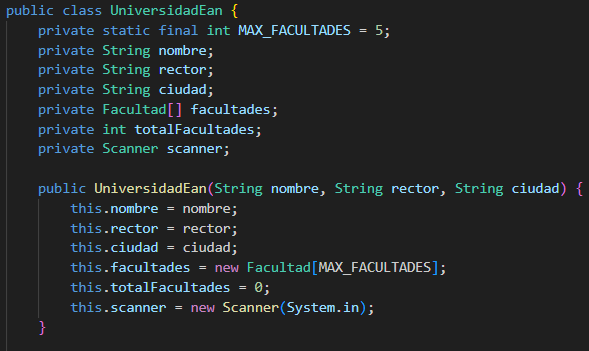 public class UniversidadEan {
    private static final int MAX_FACULTADES = 5;
    private String nombre;
    private String rector;
    private String ciudad;
    private Facultad[] facultades;
    private int totalFacultades;
    private Scanner scanner;

    public UniversidadEan(String nombre, String rector, String ciudad) {
        this.nombre = nombre;
        this.rector = rector;
        this.ciudad = ciudad;
        this.facultades = new Facultad[MAX_FACULTADES];
        this.totalFacultades = 0;
        this.scanner = new Scanner(System.in);
    }